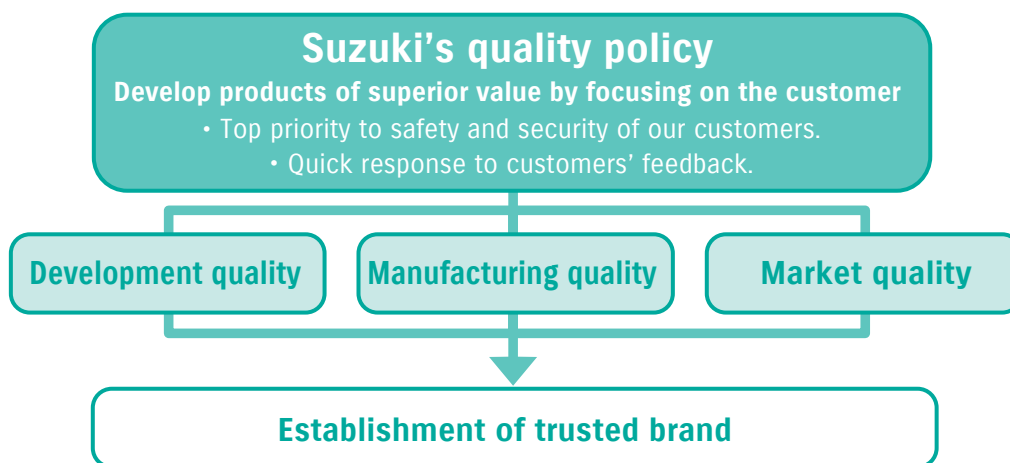 Suzuki’s quality policy
Develop products of superior value by focusing on the customer
• Top priority to safety and security of our customers.
• Quick response to customers’ feedback.
Development quality
Manufacturing quality
Market quality
Establishment of trusted brand